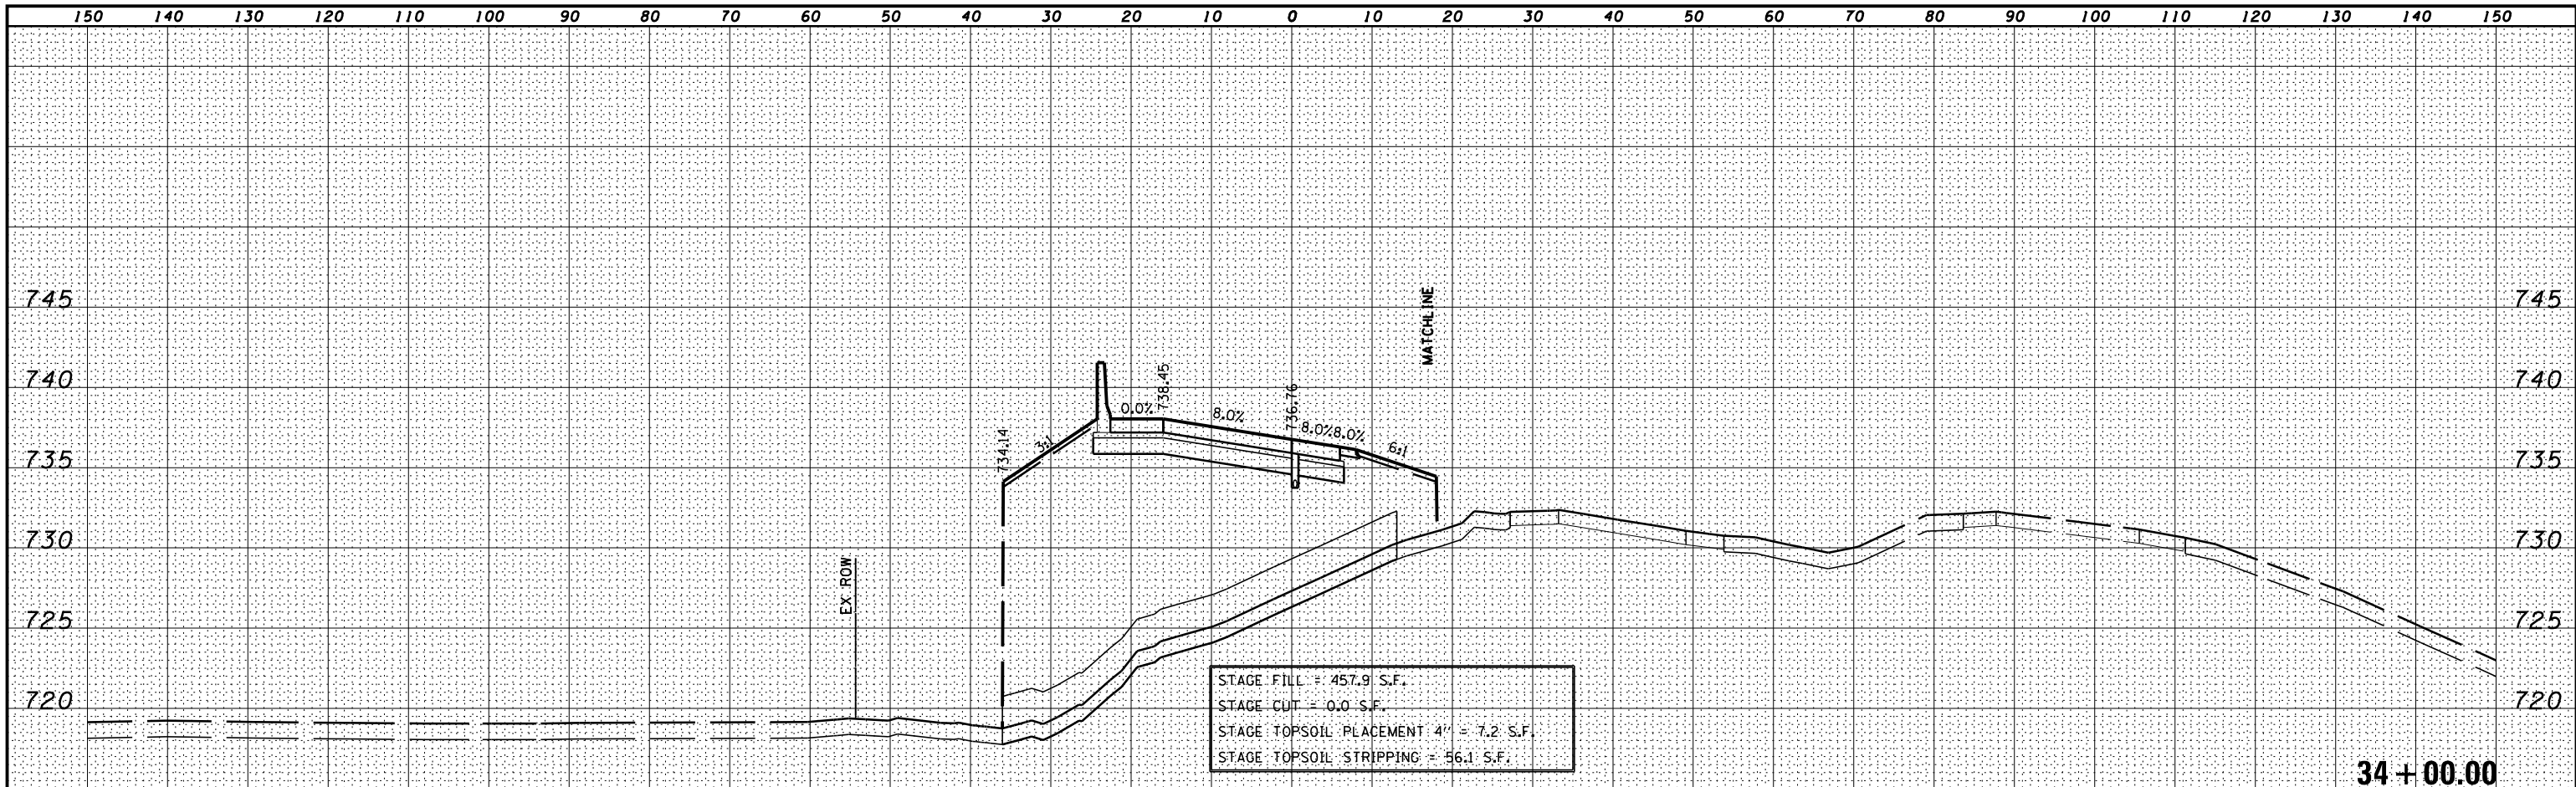 150 140 130 120 110 100 90 80 70 60 50 40 30 20 10 0 10 20 30 40 50 60 70 80 90 100 110 120 130 140 150
745 745
MATCHLINE
740 740
738.45
736.76
0.0% 8.0% 8.0% 8.0%
734.14
3:1 6:1
735 735
730 730
EX ROW
725 725
720 720
STAGE FILL = 457.9 S.F.
STAGE CUT = 0.0 S.F.
STAGE TOPSOIL PLACEMENT 4" = 7.2 S.F.
STAGE TOPSOIL STRIPPING = 56.1 S.F.
34 + 00.00